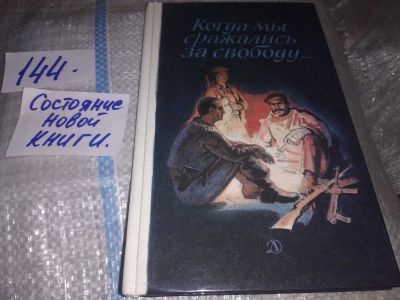 144.
Состояние
новой
книги.
Когда мы
сражались
за свободу...
Д